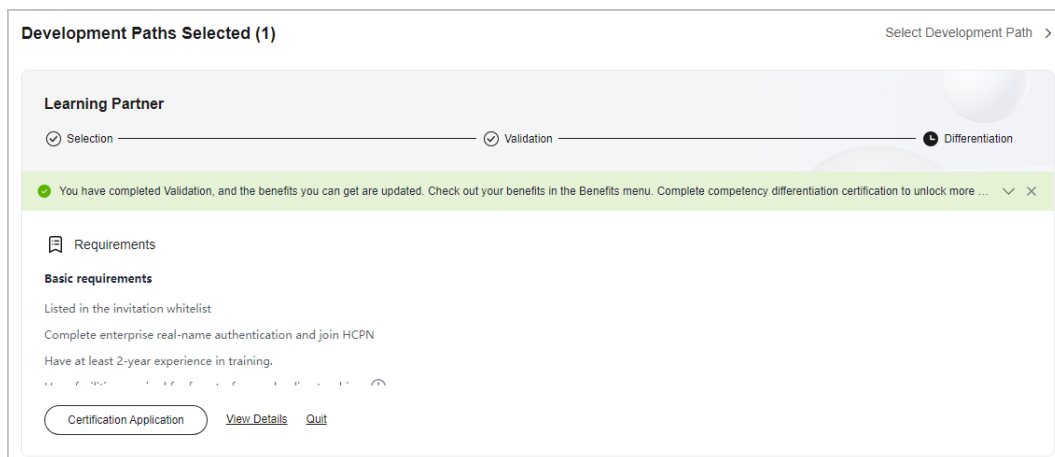 Development Paths Selected (1)
Select Development Path
Learning Partner
Selection
Validation
Differentiation
You have completed Validation, and the benefits you can get are updated. Check out your benefits in the Benefits menu. Complete competency differentiation certification to unlock more ...
Requirements
Basic requirements
Listed in the invitation whitelist
Complete enterprise real-name authentication and join HCPN
Have at least 2-year experience in training.
Certification Application
View Details
Quit